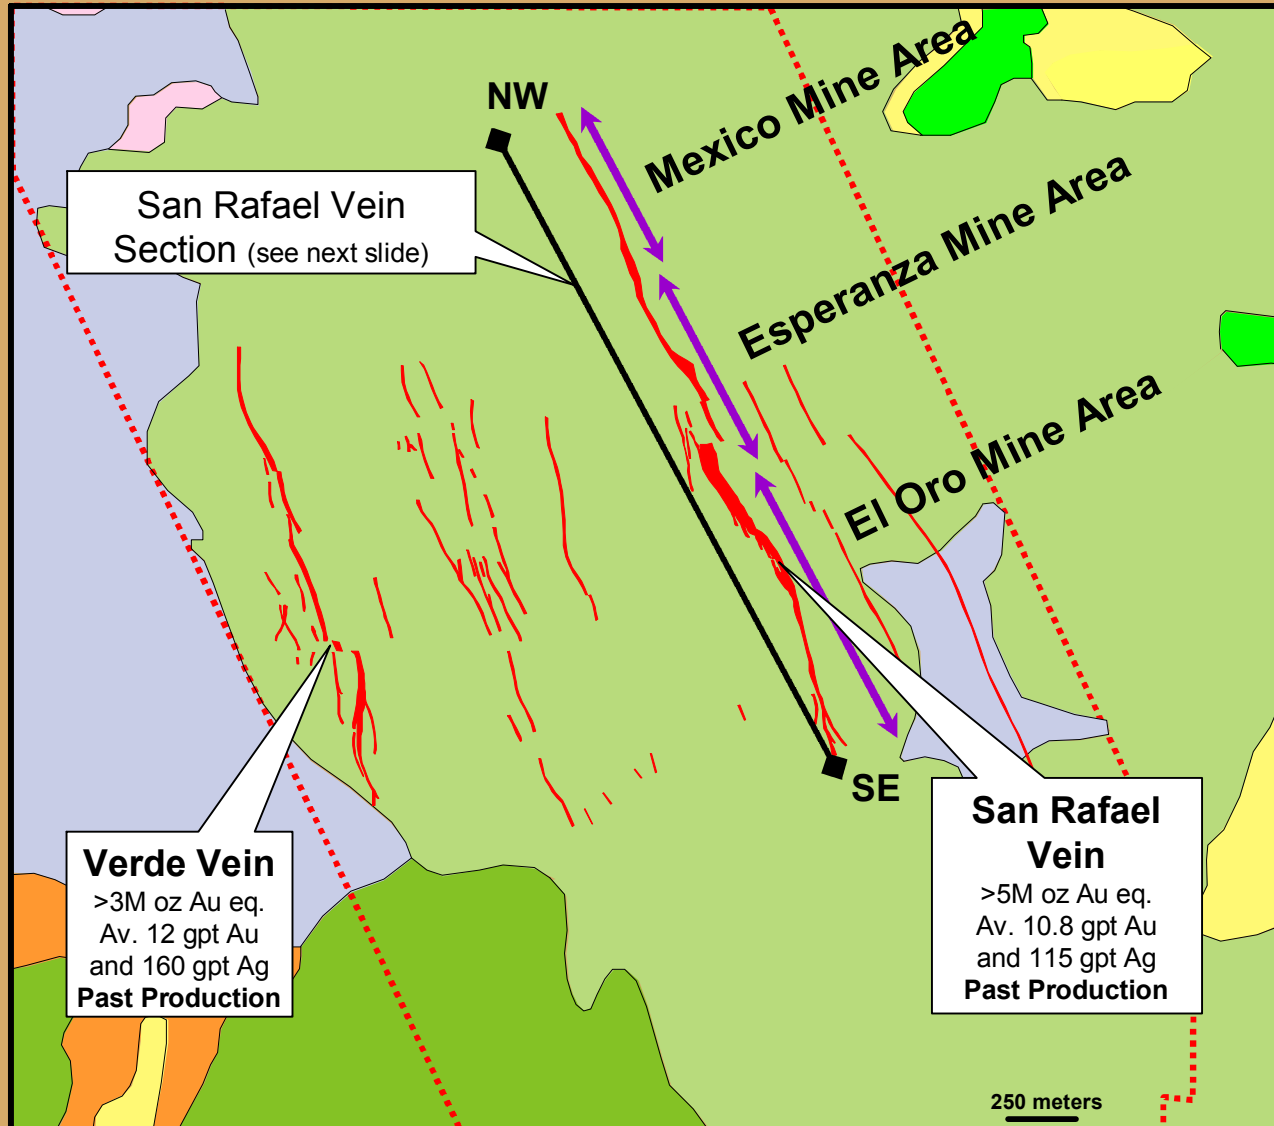 NW
Mexico Mine Area
San Rafael Vein
Section (see next slide)
Esperanza Mine Area
El Oro Mine Area
SE
San Rafael
Vein
>5M oz Au eq.
Av. 10.8 gpt Au
and 115 gpt Ag
Past Production
Verde Vein
>3M oz Au eq.
Av. 12 gpt Au
and 160 gpt Ag
Past Production
250 meters